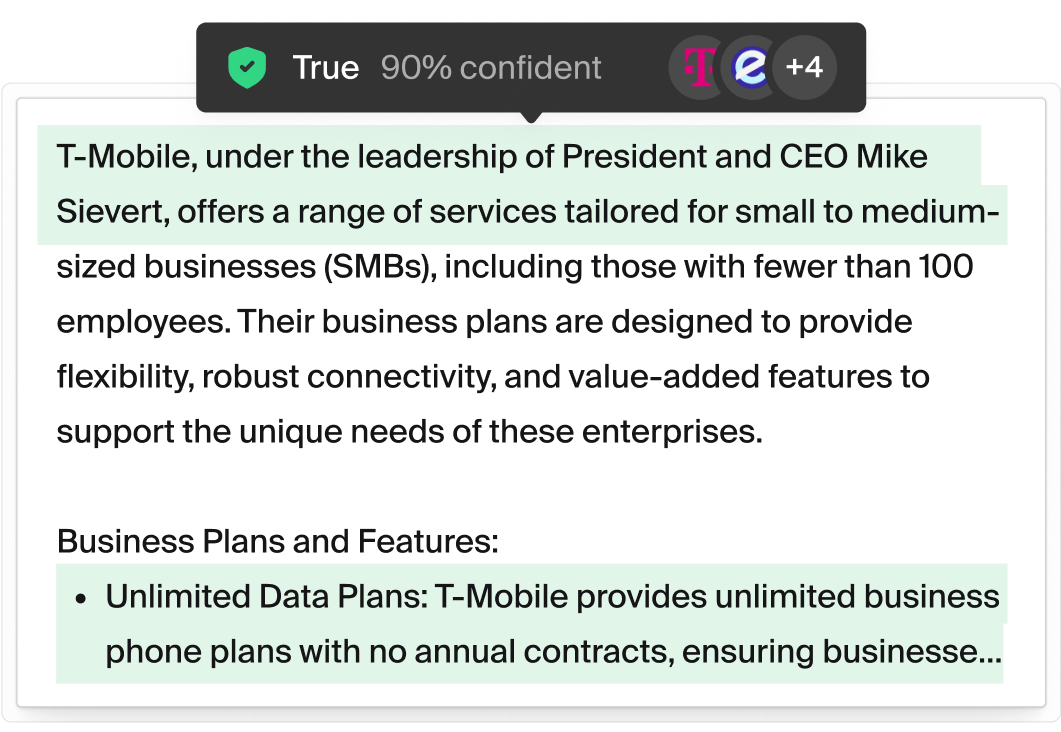 True 90% confident T e +4
T-Mobile, under the leadership of President and CEO Mike
Sievert, offers a range of services tailored for small to medium-
sized businesses (SMBs), including those with fewer than 100
employees. Their business plans are designed to provide
flexibility, robust connectivity, and value-added features to
support the unique needs of these enterprises.
Business Plans and Features:
• Unlimited Data Plans: T-Mobile provides unlimited business
phone plans with no annual contracts, ensuring businesse...